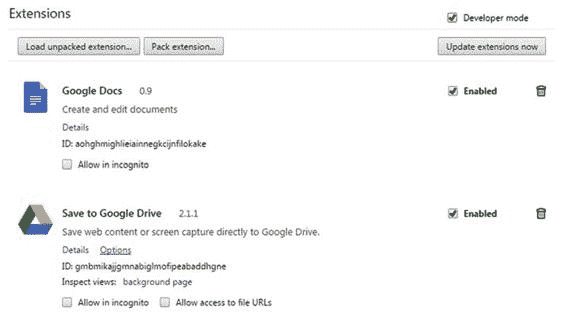 Extensions
Developer mode
Load unpacked extension... Pack extension... Update extensions now
Google Docs 0.9 Enabled
Create and edit documents
Details
ID: aohghmighlieiainnegkcijnfilokake
Allow in incognito
Save to Google Drive 2.1.1 Enabled
Save web content or screen capture directly to Google Drive.
Details Options
ID: gmbmikajjgmnabiglmofipeabaddhgne
Inspect views: background page
Allow in incognito Allow access to file URLs